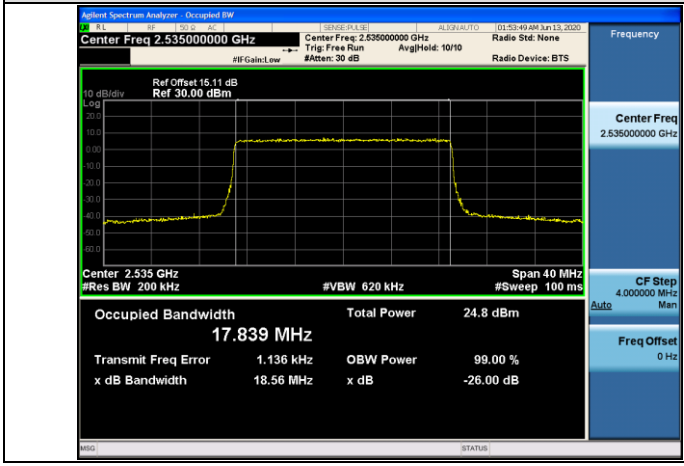 Agilent Spectrum Analyzer - Occupied BW
RL RF 50 Ω AC SENSE:PULSE ALIGNAUTO 01:53:49 AM Jun 13, 2020
Center Freq 2.535000000 GHz Center Freq: 2.535000000 GHz Radio Std: None Frequency
Trig: Free Run Avg|Hold: 10/10
#IFGain:Low #Atten: 30 dB Radio Device: BTS
Ref Offset 15.11 dB
10 dB/div Ref 30.00 dBm
Log
20.0
10.0
0.00
-10.0
-20.0
-30.0
-40.0
-50.0
-60.0
Center Freq
2.535000000 GHz
Center 2.535 GHz Span 40 MHz
#Res BW 200 kHz #VBW 620 kHz #Sweep 100 ms
CF Step
4.000000 MHz
Auto Man
Occupied Bandwidth Total Power 24.8 dBm
17.839 MHz
Transmit Freq Error 1.136 kHz OBW Power 99.00 %
x dB Bandwidth 18.56 MHz x dB -26.00 dB
Freq Offset
0 Hz
MSG STATUS